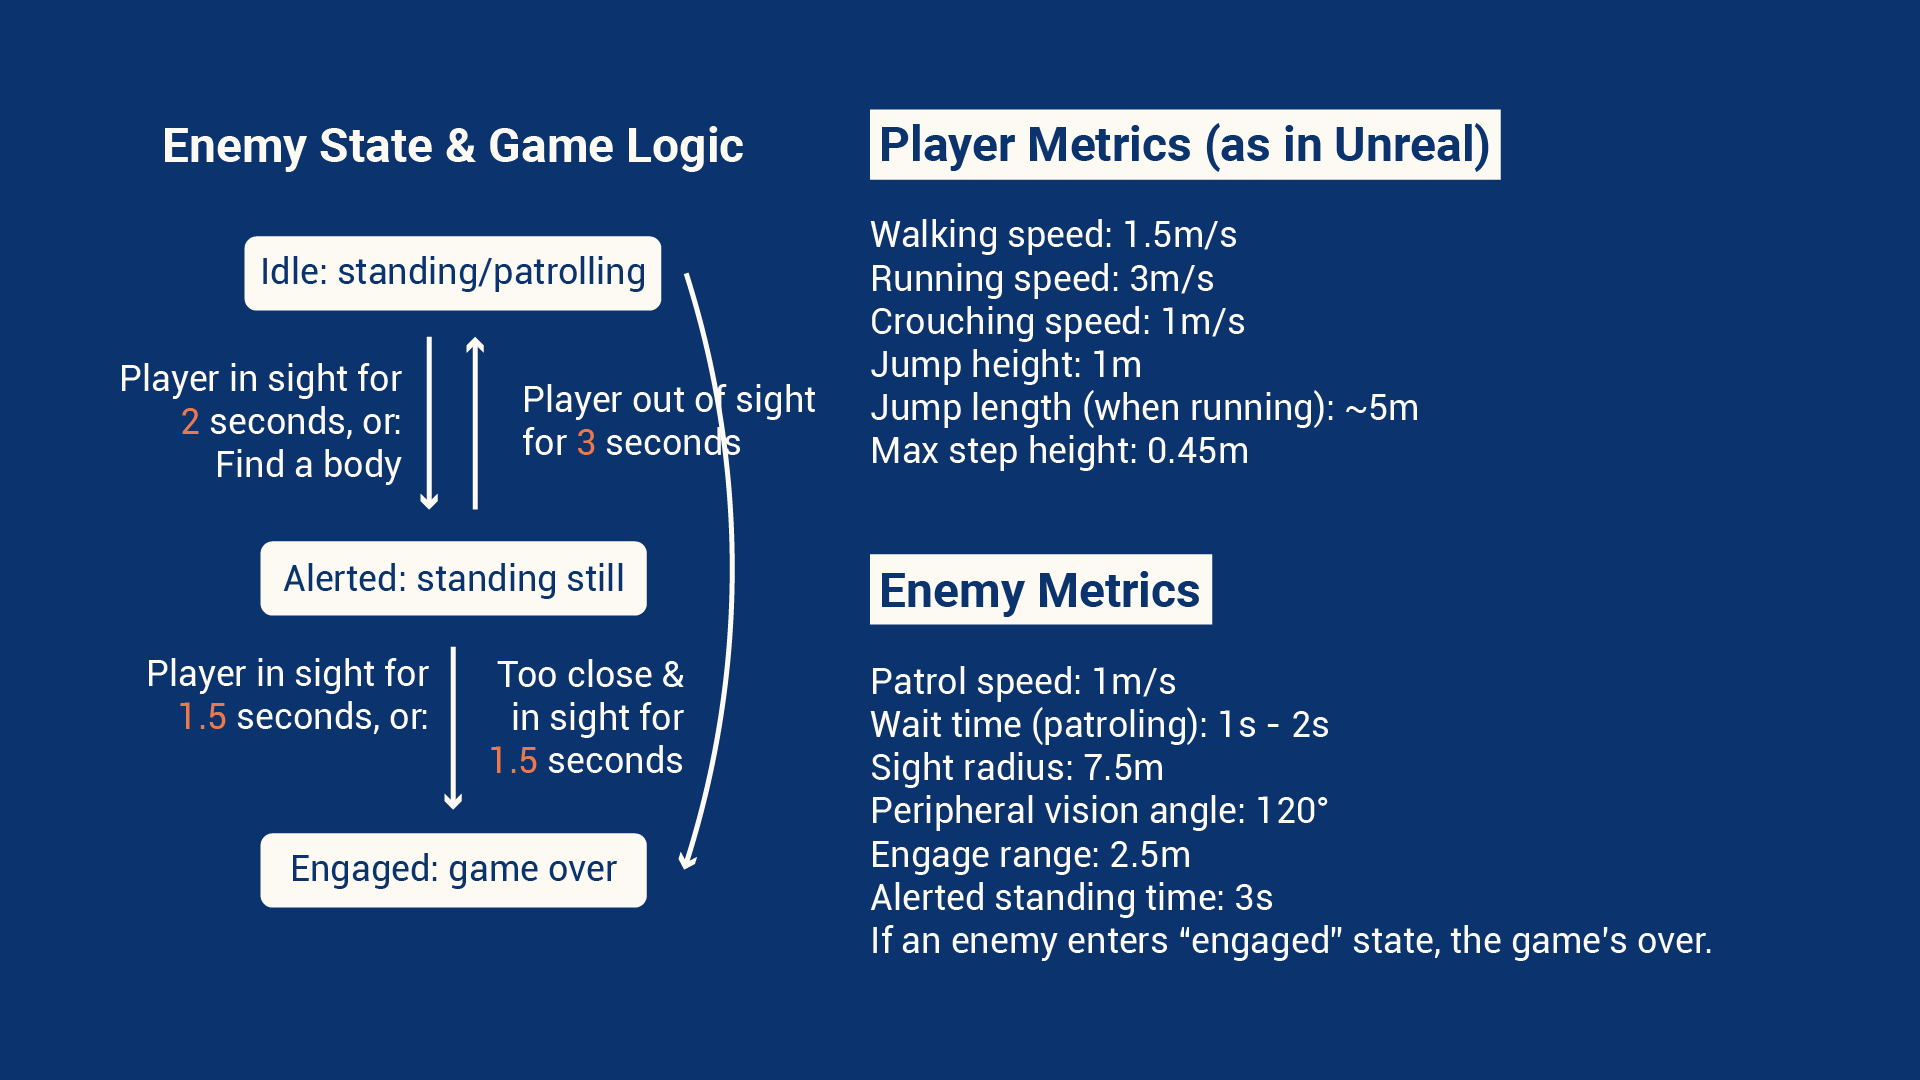 Enemy State & Game Logic
Idle: standing/patrolling
Player in sight for
2 seconds, or:
Find a body
Player out of sight
for 3 seconds
Alerted: standing still
Player in sight for
1.5 seconds, or:
Too close &
in sight for
1.5 seconds
Engaged: game over
Player Metrics (as in Unreal)
Walking speed: 1.5m/s
Running speed: 3m/s
Crouching speed: 1m/s
Jump height: 1m
Jump length (when running): ~5m
Max step height: 0.45m
Enemy Metrics
Patrol speed: 1m/s
Wait time (patroling): 1s - 2s
Sight radius: 7.5m
Peripheral vision angle: 120°
Engage range: 2.5m
Alerted standing time: 3s
If an enemy enters “engaged” state, the game's over.